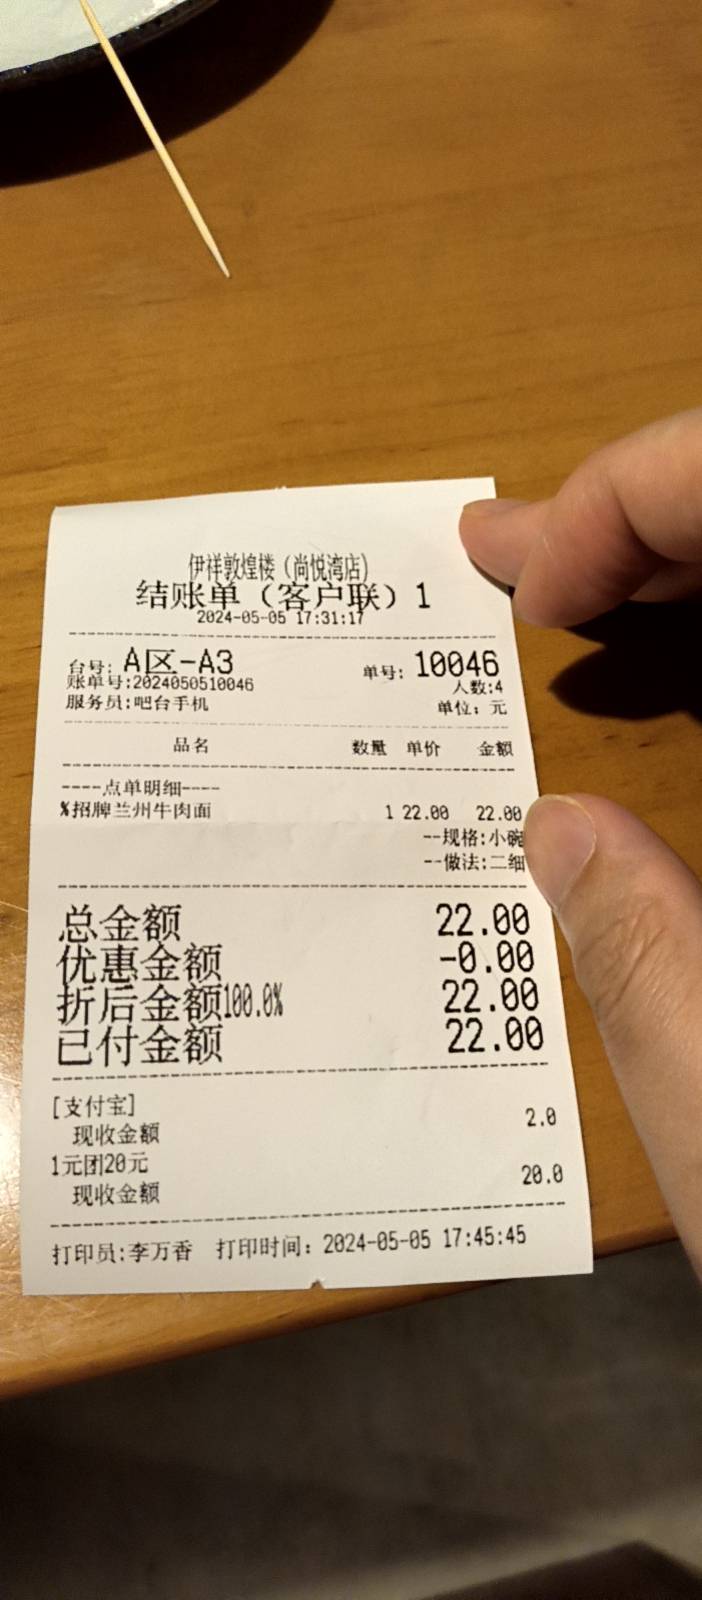 伊祥敦煌楼（尚悦湾店）
结账单（客户联）1
2024-05-05 17:31:17
台号: A区-A3 单号: 10046
账单号:2024050510046 人数:4
服务员:吧台手机 单位: 元
品名 数量 单价 金额
----点单明细----
%招牌兰州牛肉面 1 22.00 22.00
--规格:小碗
--做法:二细
总金额 22.00
优惠金额 -0.00
折后金额100.0% 22.00
已付金额 22.00
[支付宝]
现收金额 2.0
1元团20元
现收金额 20.0
打印员:李万香 打印时间: 2024-05-05 17:45:45